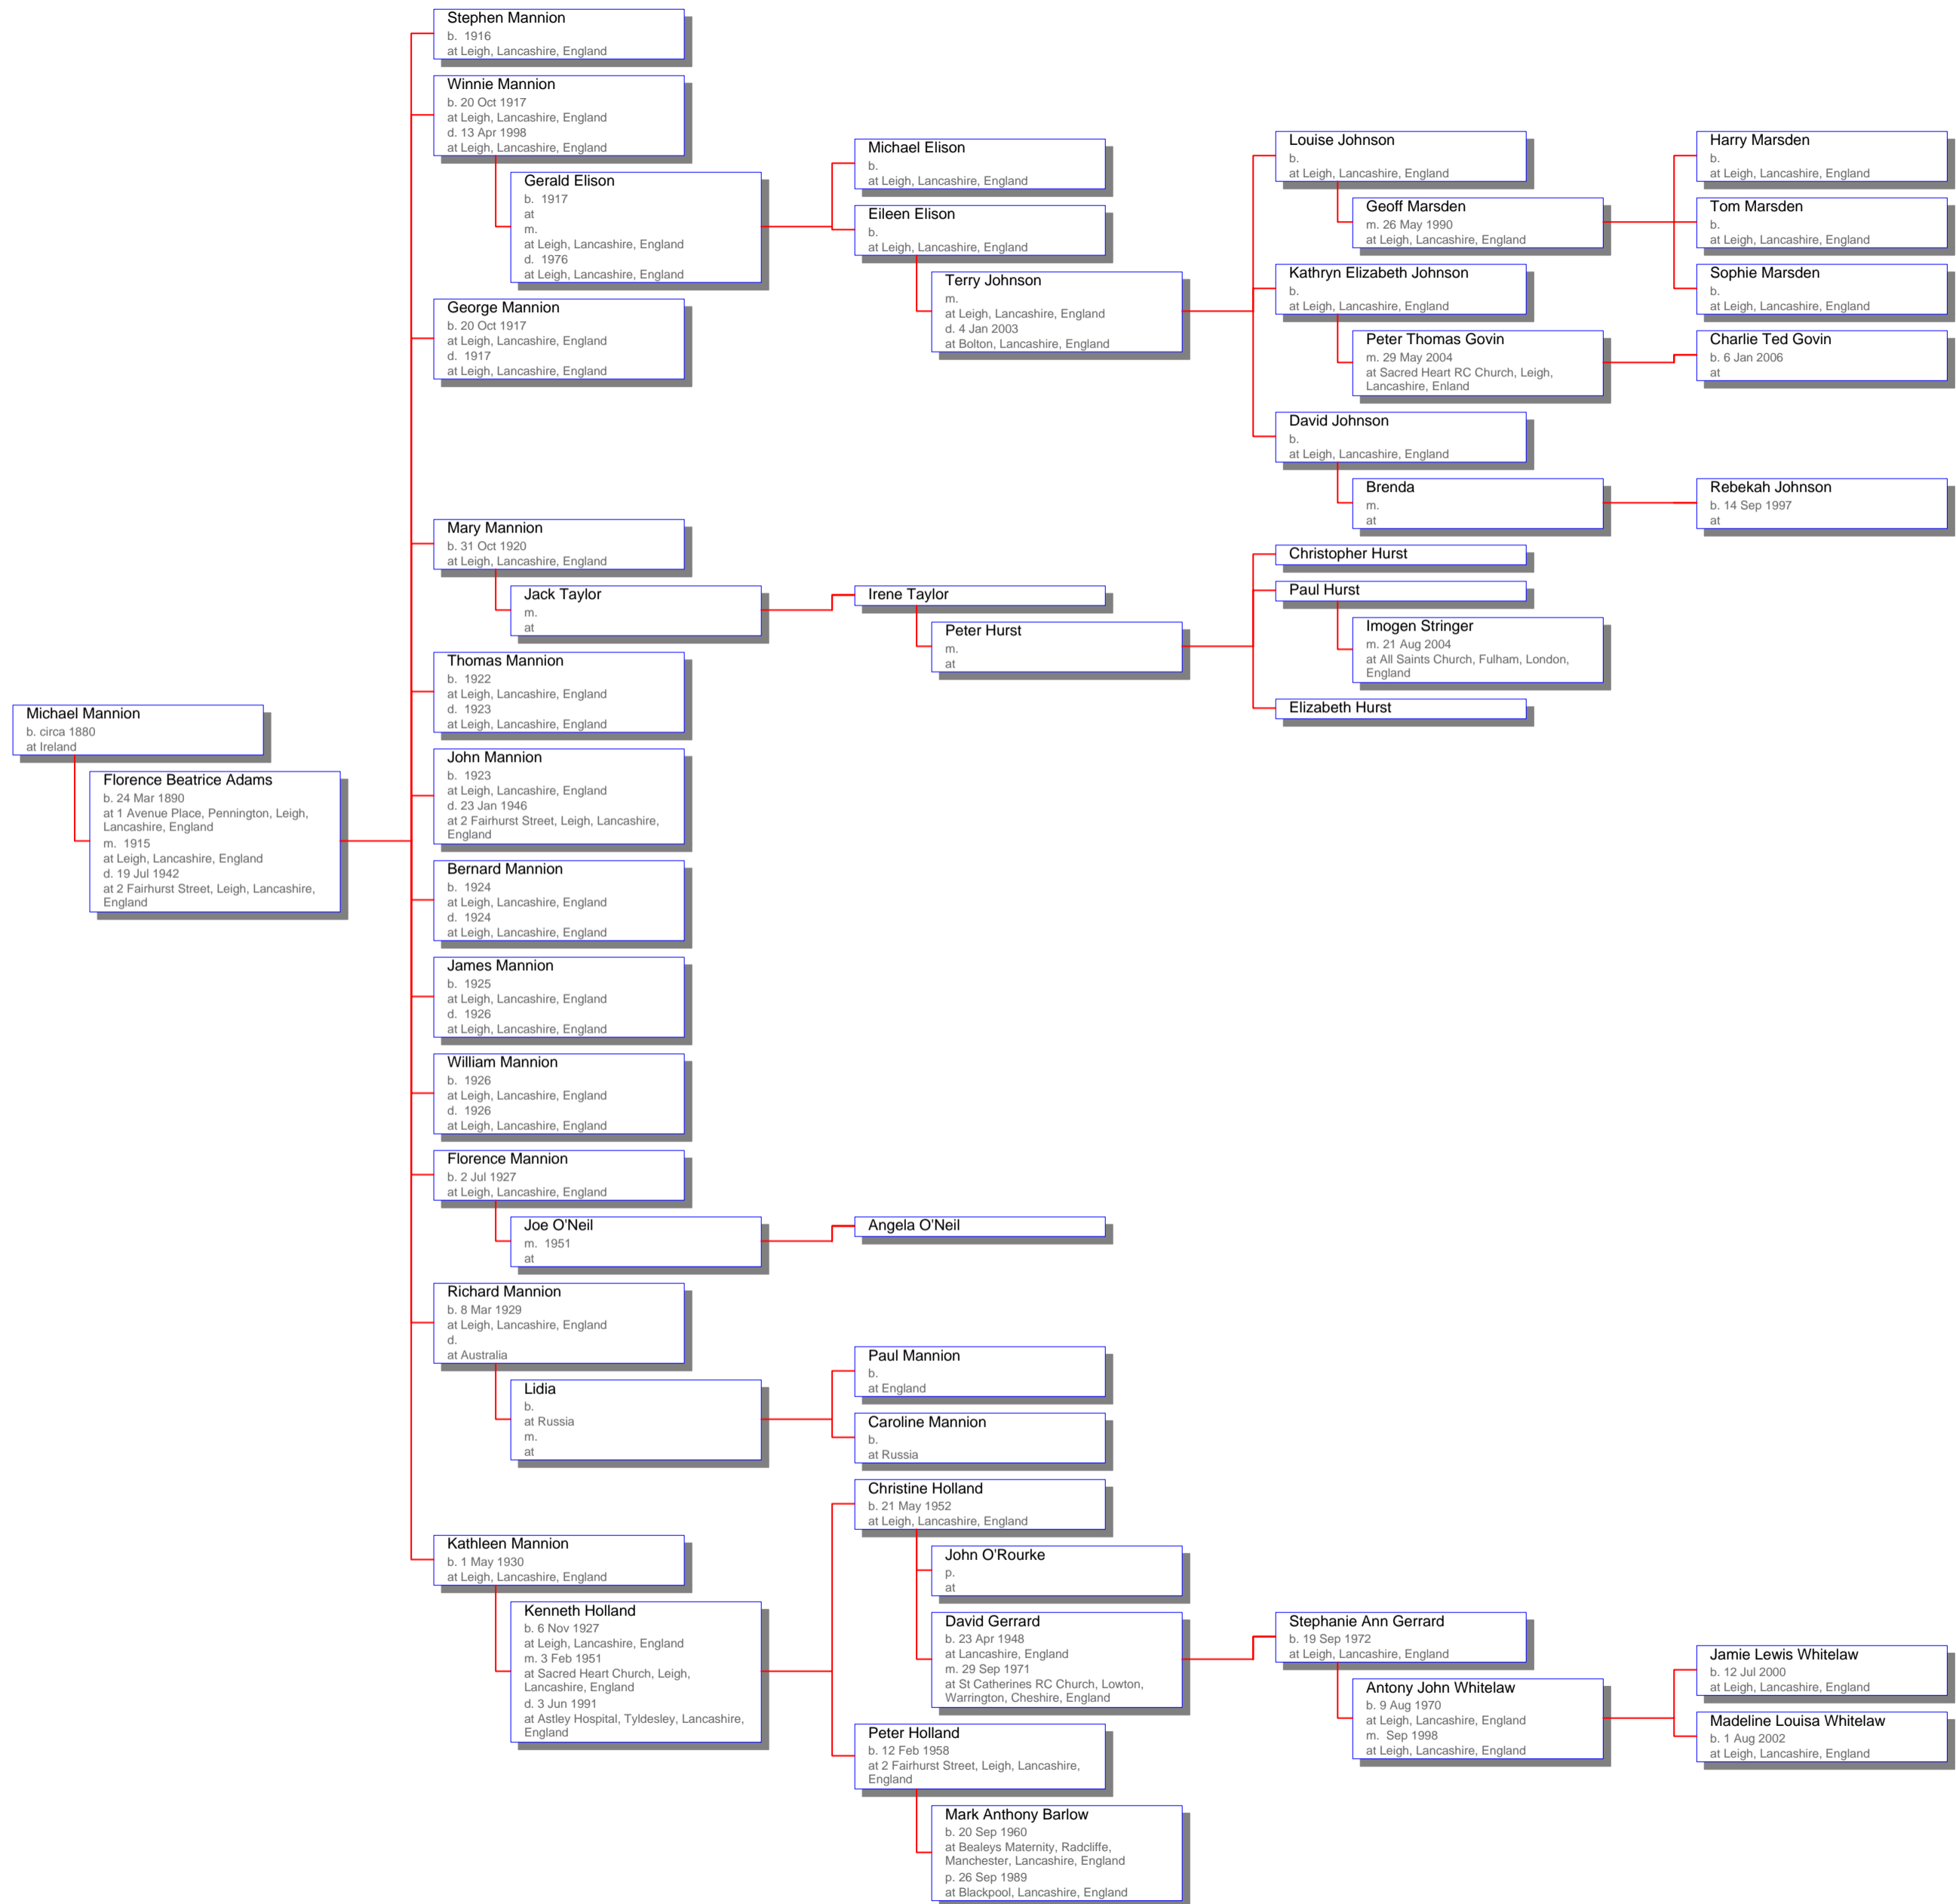 Michael Mannion
b. circa 1880
at Ireland
Florence Beatrice Adams
b. 24 Mar 1890
at 1 Avenue Place, Pennington, Leigh,
Lancashire, England
m.  1915
at Leigh, Lancashire, England
d. 19 Jul 1942
at 2 Fairhurst Street, Leigh, Lancashire,
England
Stephen Mannion
b.  1916
at Leigh, Lancashire, England
Winnie Mannion
b. 20 Oct 1917
at Leigh, Lancashire, England
d. 13 Apr 1998
at Leigh, Lancashire, England
Gerald Elison
b.  1917
at
m.
at Leigh, Lancashire, England
d.  1976
at Leigh, Lancashire, England
George Mannion
b. 20 Oct 1917
at Leigh, Lancashire, England
d.  1917
at Leigh, Lancashire, England
Mary Mannion
b. 31 Oct 1920
at Leigh, Lancashire, England
Jack Taylor
m.
at
Thomas Mannion
b.  1922
at Leigh, Lancashire, England
d.  1923
at Leigh, Lancashire, England
John Mannion
b.  1923
at Leigh, Lancashire, England
d. 23 Jan 1946
at 2 Fairhurst Street, Leigh, Lancashire,
England
Bernard Mannion
b.  1924
at Leigh, Lancashire, England
d.  1924
at Leigh, Lancashire, England
James Mannion
b.  1925
at Leigh, Lancashire, England
d.  1926
at Leigh, Lancashire, England
William Mannion
b.  1926
at Leigh, Lancashire, England
d.  1926
at Leigh, Lancashire, England
Florence Mannion
b. 2 Jul 1927
at Leigh, Lancashire, England
Joe O'Neil
m.  1951
at
Richard Mannion
b. 8 Mar 1929
at Leigh, Lancashire, England
d.
at Australia
Lidia
b.
at Russia
m.
at
Kathleen Mannion
b. 1 May 1930
at Leigh, Lancashire, England
Kenneth Holland
b. 6 Nov 1927
at Leigh, Lancashire, England
m. 3 Feb 1951
at Sacred Heart Church, Leigh,
Lancashire, England
d. 3 Jun 1991
at Astley Hospital, Tyldesley, Lancashire,
England
Michael Elison
b.
at Leigh, Lancashire, England
Eileen Elison
b.
at Leigh, Lancashire, England
Terry Johnson
m.
at Leigh, Lancashire, England
d. 4 Jan 2003
at Bolton, Lancashire, England
Irene Taylor
Peter Hurst
m.
at
Angela O'Neil
Paul Mannion
b.
at England
Caroline Mannion
b.
at Russia
Christine Holland
b. 21 May 1952
at Leigh, Lancashire, England
John O'Rourke
p.
at
David Gerrard
b. 23 Apr 1948
at Lancashire, England
m. 29 Sep 1971
at St Catherines RC Church, Lowton,
Warrington, Cheshire, England
Peter Holland
b. 12 Feb 1958
at 2 Fairhurst Street, Leigh, Lancashire,
England
Mark Anthony Barlow
b. 20 Sep 1960
at Bealeys Maternity, Radcliffe,
Manchester, Lancashire, England
p. 26 Sep 1989
at Blackpool, Lancashire, England
Louise Johnson
b.
at Leigh, Lancashire, England
Geoff Marsden
m. 26 May 1990
at Leigh, Lancashire, England
Kathryn Elizabeth Johnson
b.
at Leigh, Lancashire, England
Peter Thomas Govin
m. 29 May 2004
at Sacred Heart RC Church, Leigh,
Lancashire, Enland
David Johnson
b.
at Leigh, Lancashire, England
Brenda
m.
at
Christopher Hurst
Paul Hurst
Imogen Stringer
m. 21 Aug 2004
at All Saints Church, Fulham, London,
England
Elizabeth Hurst
Stephanie Ann Gerrard
b. 19 Sep 1972
at Leigh, Lancashire, England
Antony John Whitelaw
b. 9 Aug 1970
at Leigh, Lancashire, England
m.  Sep 1998
at Leigh, Lancashire, England
Harry Marsden
b.
at Leigh, Lancashire, England
Tom Marsden
b.
at Leigh, Lancashire, England
Sophie Marsden
b.
at Leigh, Lancashire, England
Charlie Ted Govin
b. 6 Jan 2006
at
Rebekah Johnson
b. 14 Sep 1997
at
Jamie Lewis Whitelaw
b. 12 Jul 2000
at Leigh, Lancashire, England
Madeline Louisa Whitelaw
b. 1 Aug 2002
at Leigh, Lancashire, England